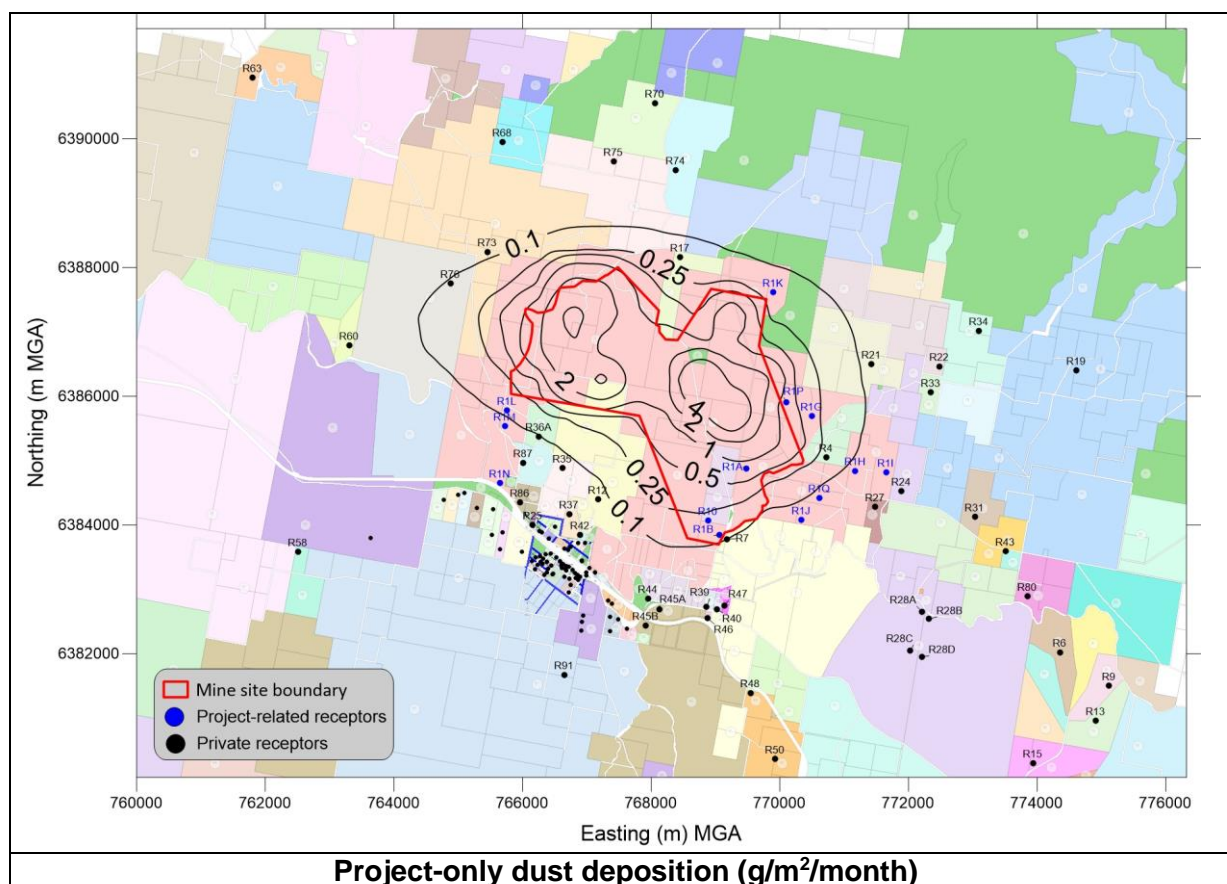 R63
R70
6390000
R68
R75
R74
0.1
R17
R73
0.25
6388000
R76
R1K
R34
R60
R21
R22
R19
2
R33
6386000
R1P
R1L
4
R1G
R1M
2
R36A
1
R4
R87
R35
R1A
0.5
R1H
R1I
R1N
0.25
R24
R86
R12
R1Q
R27
R37
R10
R31
6384000
R25
0.1
R1J
R42
R1B
R7
R58
R43
R44
R45A
R39
R47
R80
R28A
R28B
R40
R45B
R46
6382000
R28C
R28D
R6
R91
R9
R48
R13
R50
R15
Northing (m MGA)
Mine site boundary
Project-related receptors
Private receptors
760000 762000 764000 766000 768000 770000 772000 774000 776000
Easting (m) MGA
Project-only dust deposition (g/m²/month)